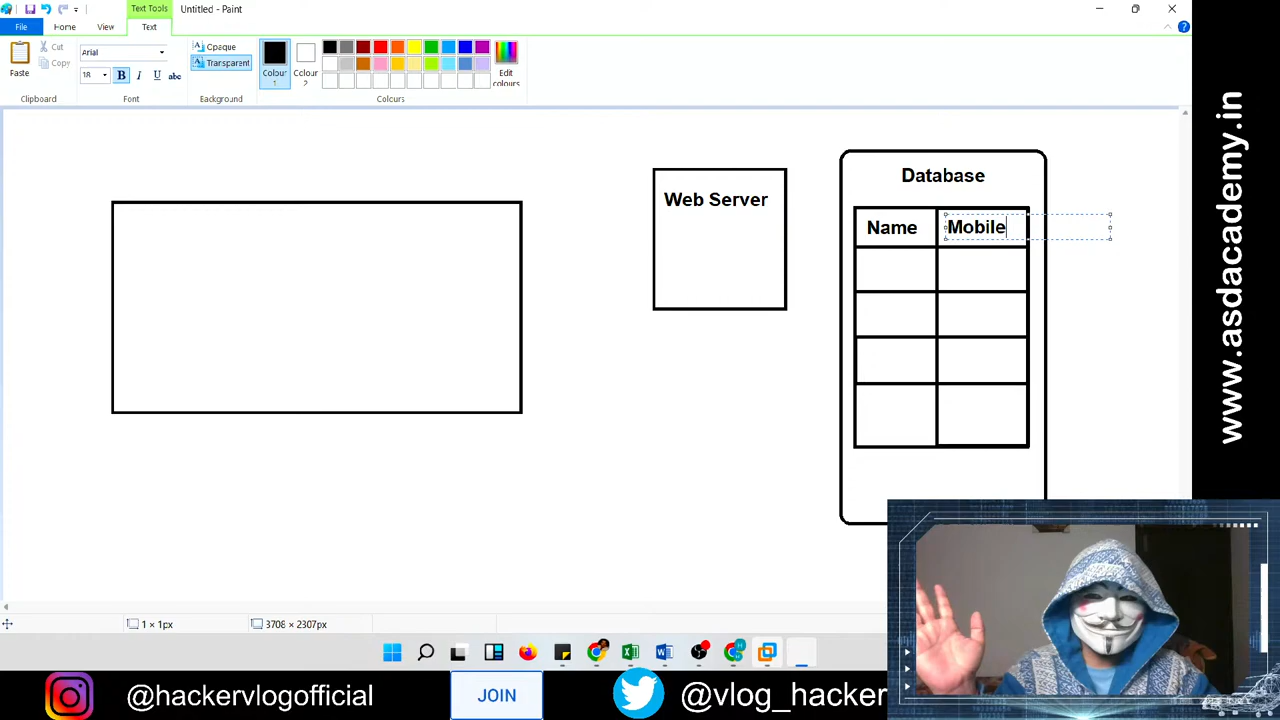 Text Tools
Untitled - Paint
File
Home
View
Text
Paste
Cut
Copy
Arial
18
B
I
U
abc
Opaque
Transparent
Colour
1
Colour
2
Edit
colours
Clipboard
Font
Background
Colours
Web Server
Database
Name
Mobile
1 × 1px
3708 × 2307px
@hackervlogofficial
JOIN
@vlog_hacker
www.asdacademy.in